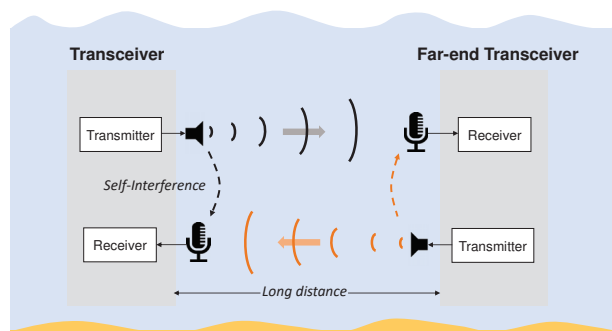 Transceiver
Far-end Transceiver
Transmitter
Receiver
Self-Interference
Receiver
Transmitter
Long distance